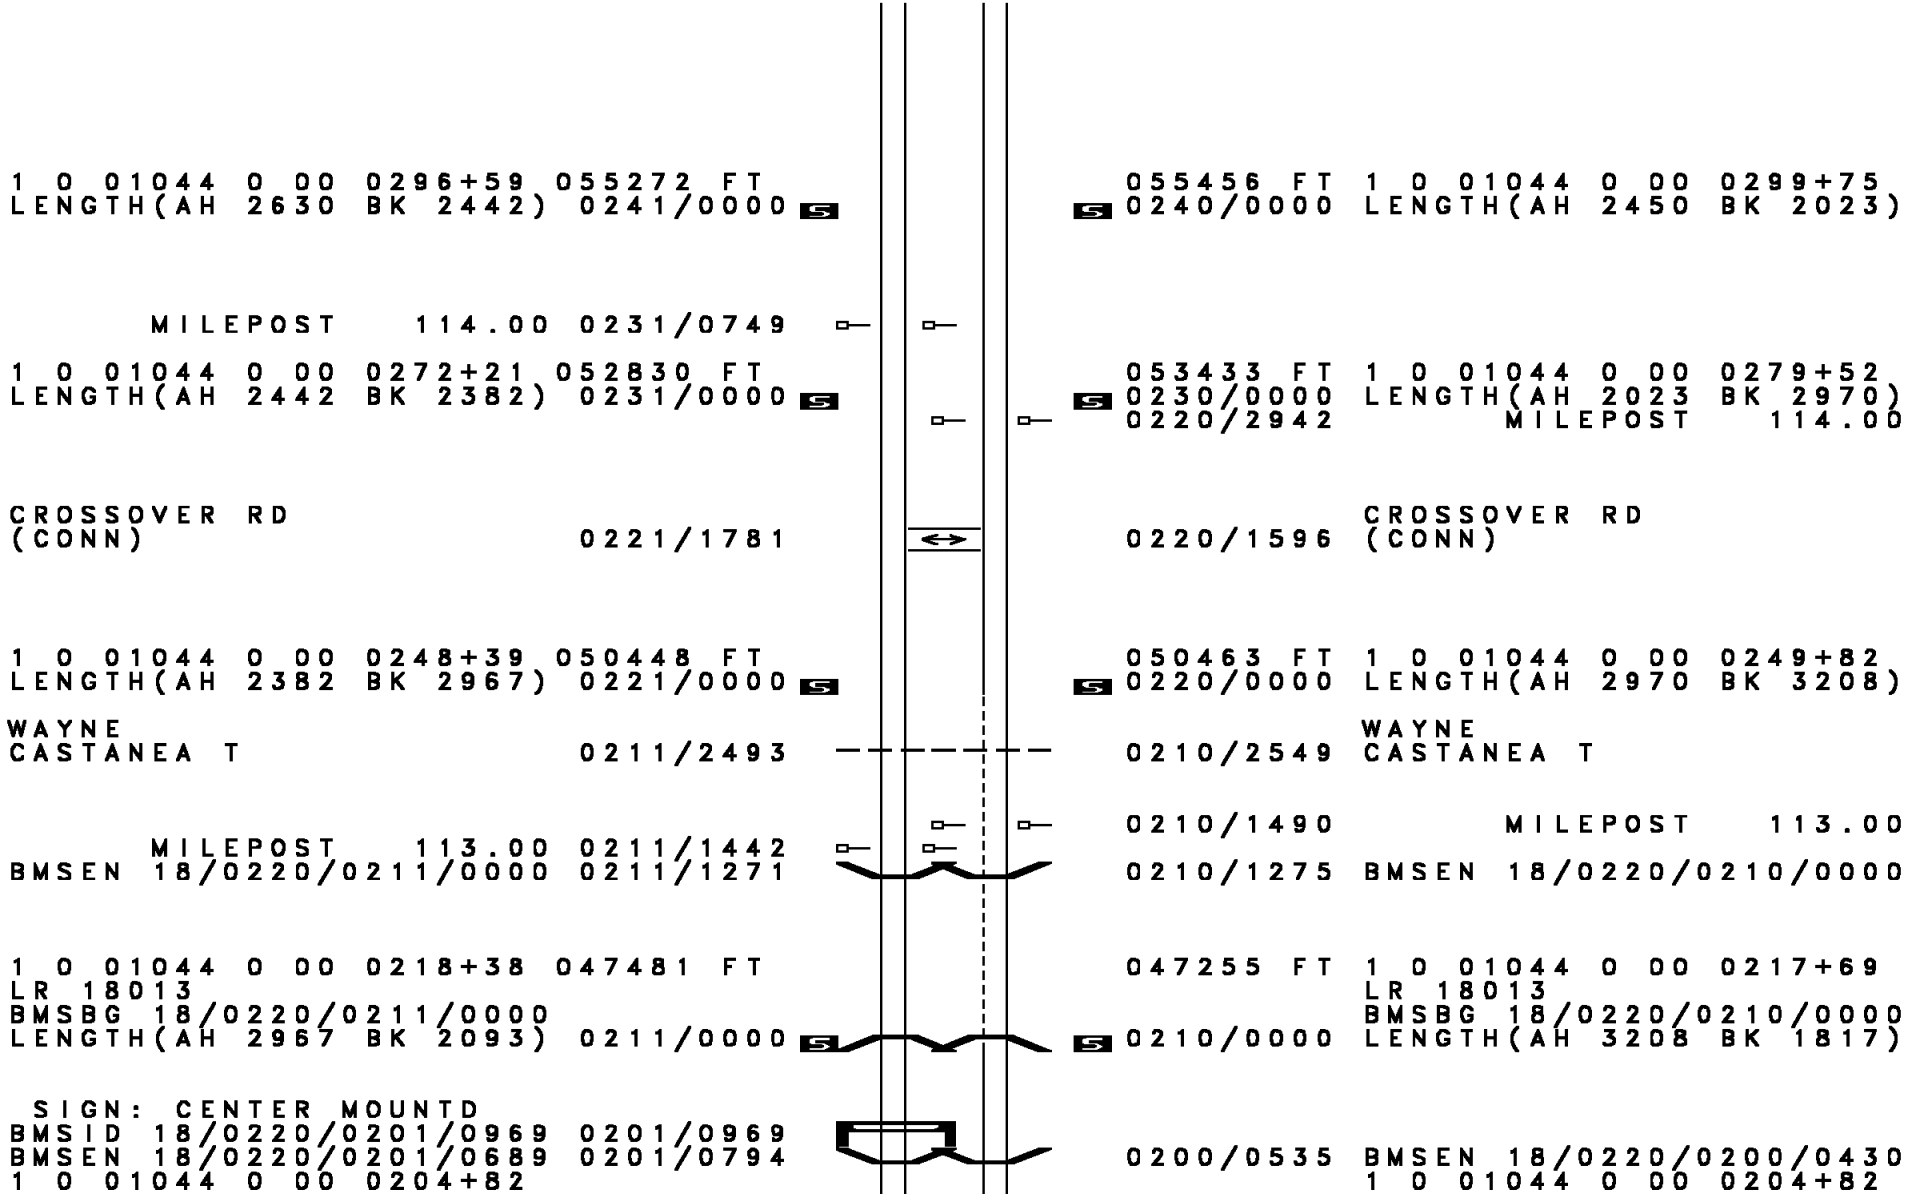 1 0 01044 0 00 0296+59 055272 FT
LENGTH(AH 2630 BK 2442) 0241/0000 S
055456 FT 1 0 01044 0 00 0299+75
S 0240/0000 LENGTH(AH 2450 BK 2023)
MILEPOST 114.00 0231/0749
1 0 01044 0 00 0272+21 052830 FT
LENGTH(AH 2442 BK 2382) 0231/0000 S
053433 FT 1 0 01044 0 00 0279+52
S 0230/0000 LENGTH(AH 2023 BK 2970)
0220/2942 MILEPOST 114.00
CROSSOVER RD
(CONN) 0221/1781
CROSSOVER RD
0220/1596 (CONN)
1 0 01044 0 00 0248+39 050448 FT
LENGTH(AH 2382 BK 2967) 0221/0000 S
050463 FT 1 0 01044 0 00 0249+82
S 0220/0000 LENGTH(AH 2970 BK 3208)
WAYNE
CASTANEA T 0211/2493
WAYNE
0210/2549 CASTANEA T
0210/1490 MILEPOST 113.00
MILEPOST 113.00 0211/1442
BMSEN 18/0220/0211/0000 0211/1271
0210/1275 BMSEN 18/0220/0210/0000
1 0 01044 0 00 0218+38 047481 FT
LR 18013
BMSBG 18/0220/0211/0000
LENGTH(AH 2967 BK 2093) 0211/0000 S
047255 FT 1 0 01044 0 00 0217+69
LR 18013
BMSBG 18/0220/0210/0000
S 0210/0000 LENGTH(AH 3208 BK 1817)
SIGN: CENTER MOUNTD
BMSID 18/0220/0201/0969 0201/0969
BMSEN 18/0220/0201/0689 0201/0794
1 0 01044 0 00 0204+82
0200/0535 BMSEN 18/0220/0200/0430
1 0 01044 0 00 0204+82